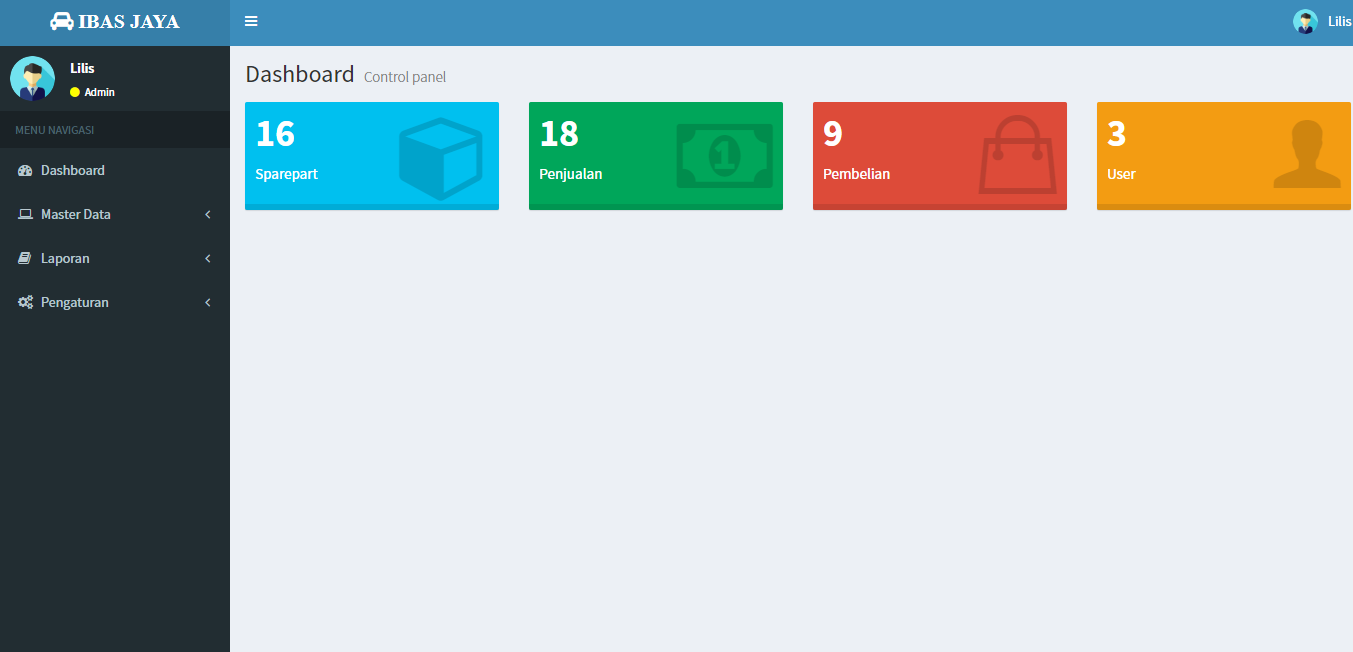 IBAS JAYA
Lilis
Lilis
Admin
MENU NAVIGASI
Dashboard
Master Data
Laporan
Pengaturan
Dashboard Control panel
16
Sparepart
18
Penjualan
1
9
Pembelian
3
User